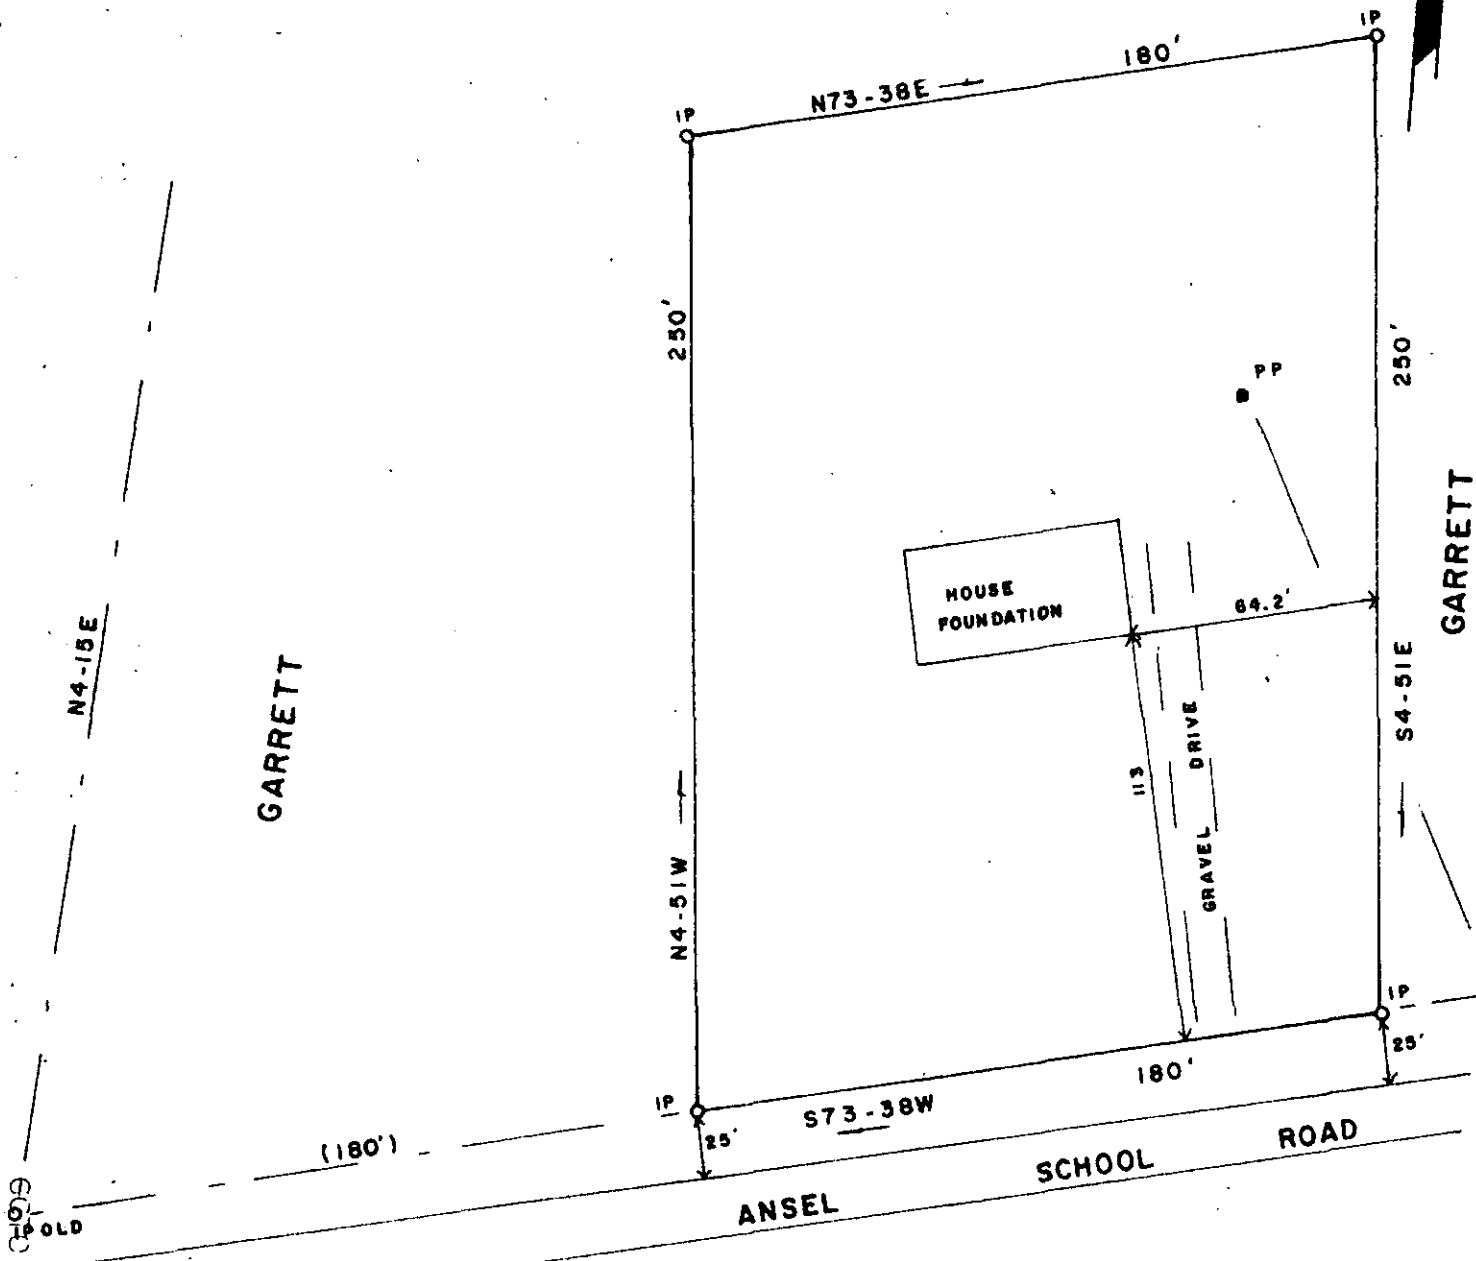 IP
180'
N73-38E
IP
250'
250'
PP
HOUSE
FOUNDATION
64.2'
GARRETT
N4-15E
GARRETT
S4-51E
DRIVE
113
GRAVEL
N4-51W
IP
25'
180'
IP
S73-38W
25'
(180')
ROAD
SCHOOL
ANSEL
IP OLD